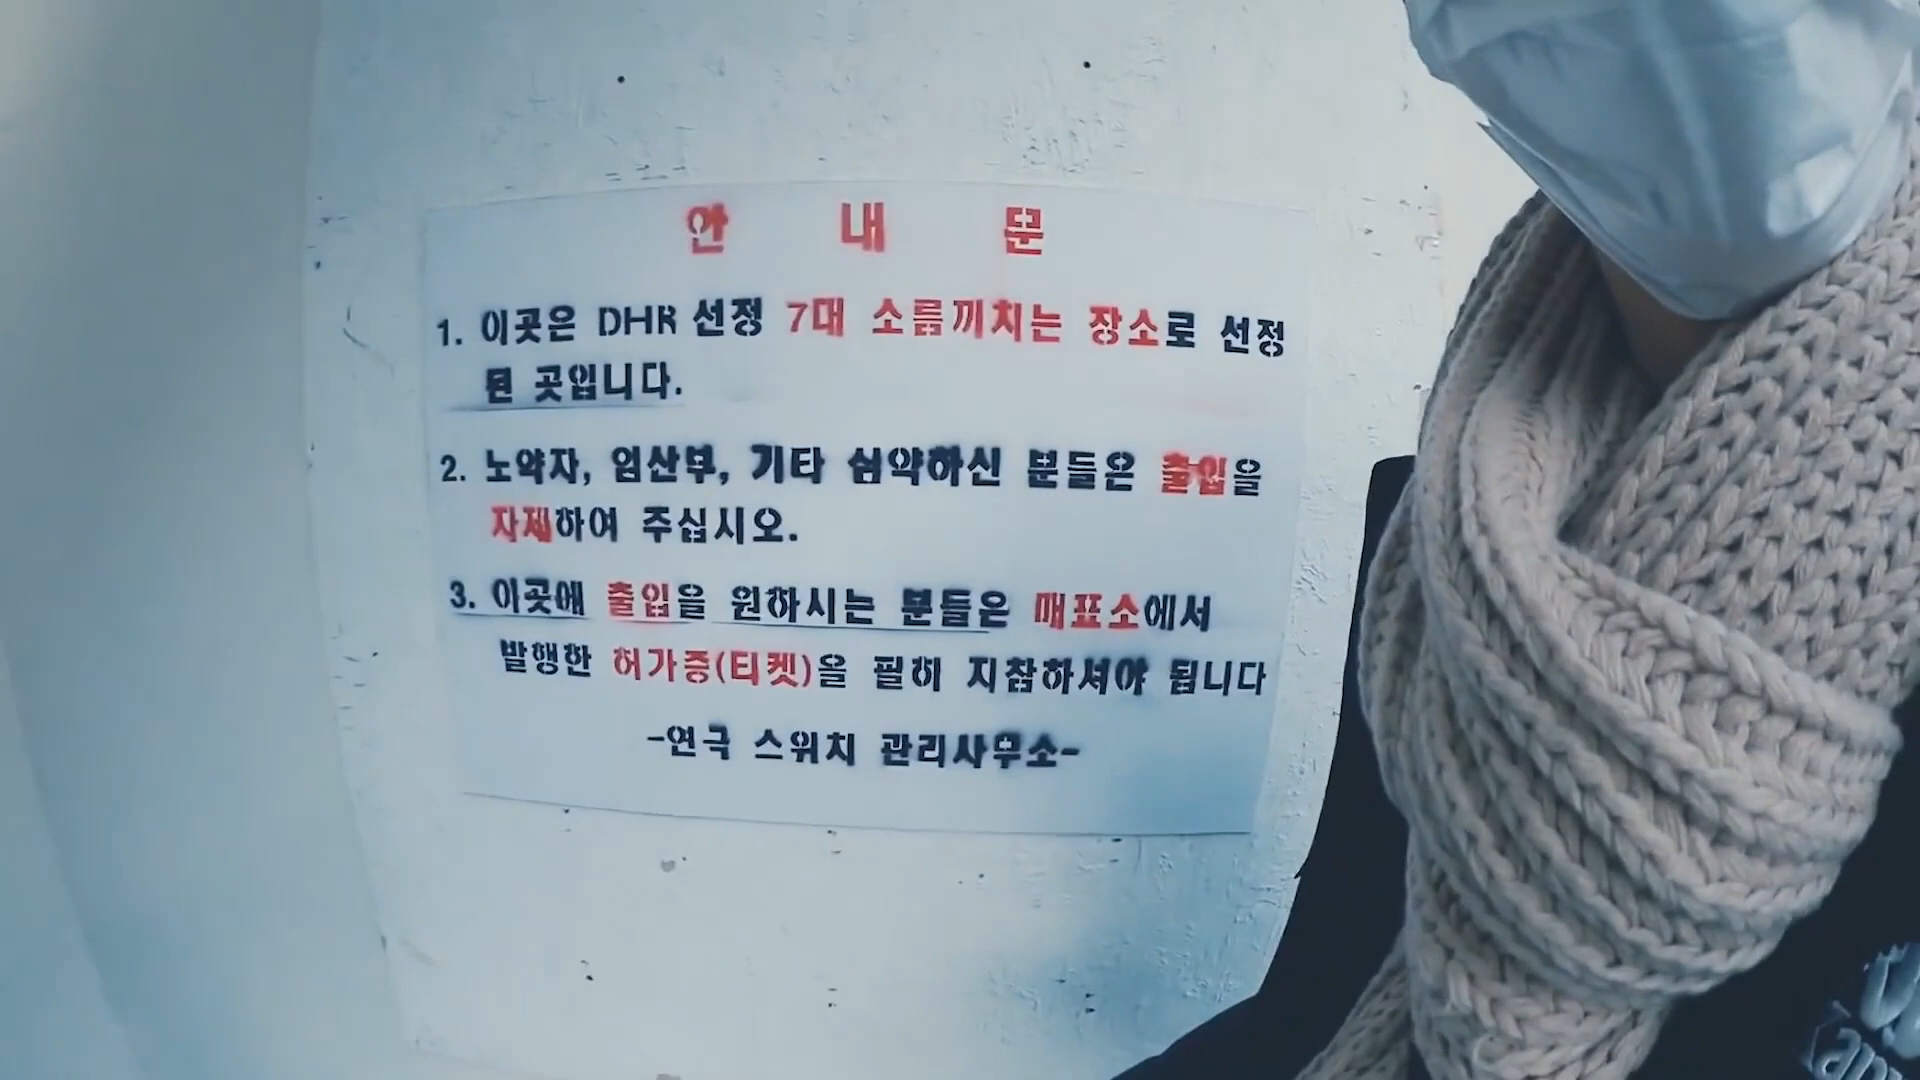 안 내 문
1. 이곳은 DHR 선정 7대 소름끼치는 장소로 선정
된 곳입니다.
2. 노약자, 임산부, 기타 심약하신 분들은 출입을
자제하여 주십시오.
3. 이곳에 출입을 원하시는 분들은 매표소에서
발행한 허가증(티켓)을 필히 지참하셔야 됩니다
-연극 스위치 관리사무소-